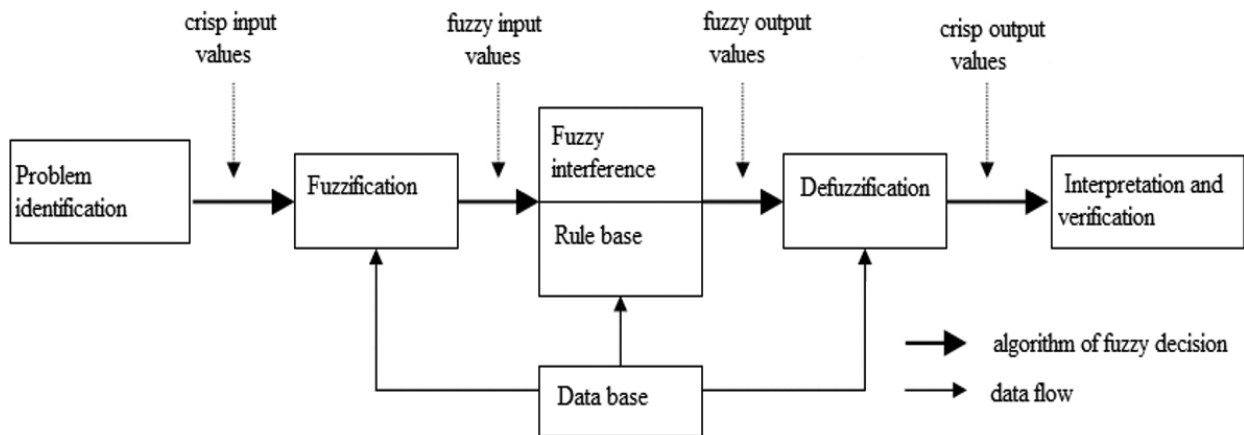 crisp input
values
fuzzy input
values
fuzzy output
values
crisp output
values
Problem
identification
Fuzzification
Fuzzy
interference
Rule base
Defuzzification
Interpretation and
verification
Data base
algorithm of fuzzy decision
data flow